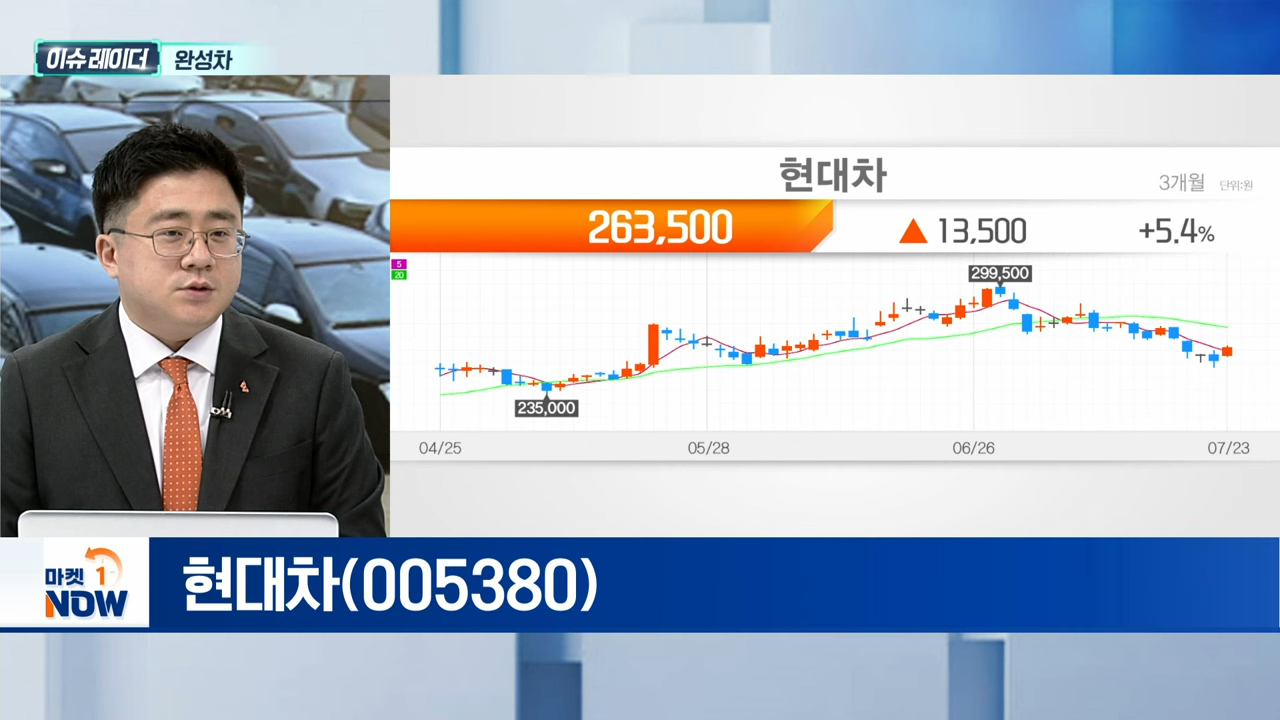 이슈레이더 완성차
현대차
3개월 단위:원
263,500 ▲ 13,500 +5.4%
5
20
299,500
235,000
04/25 05/28 06/26 07/23
마켓 1
NOW
현대차(005380)